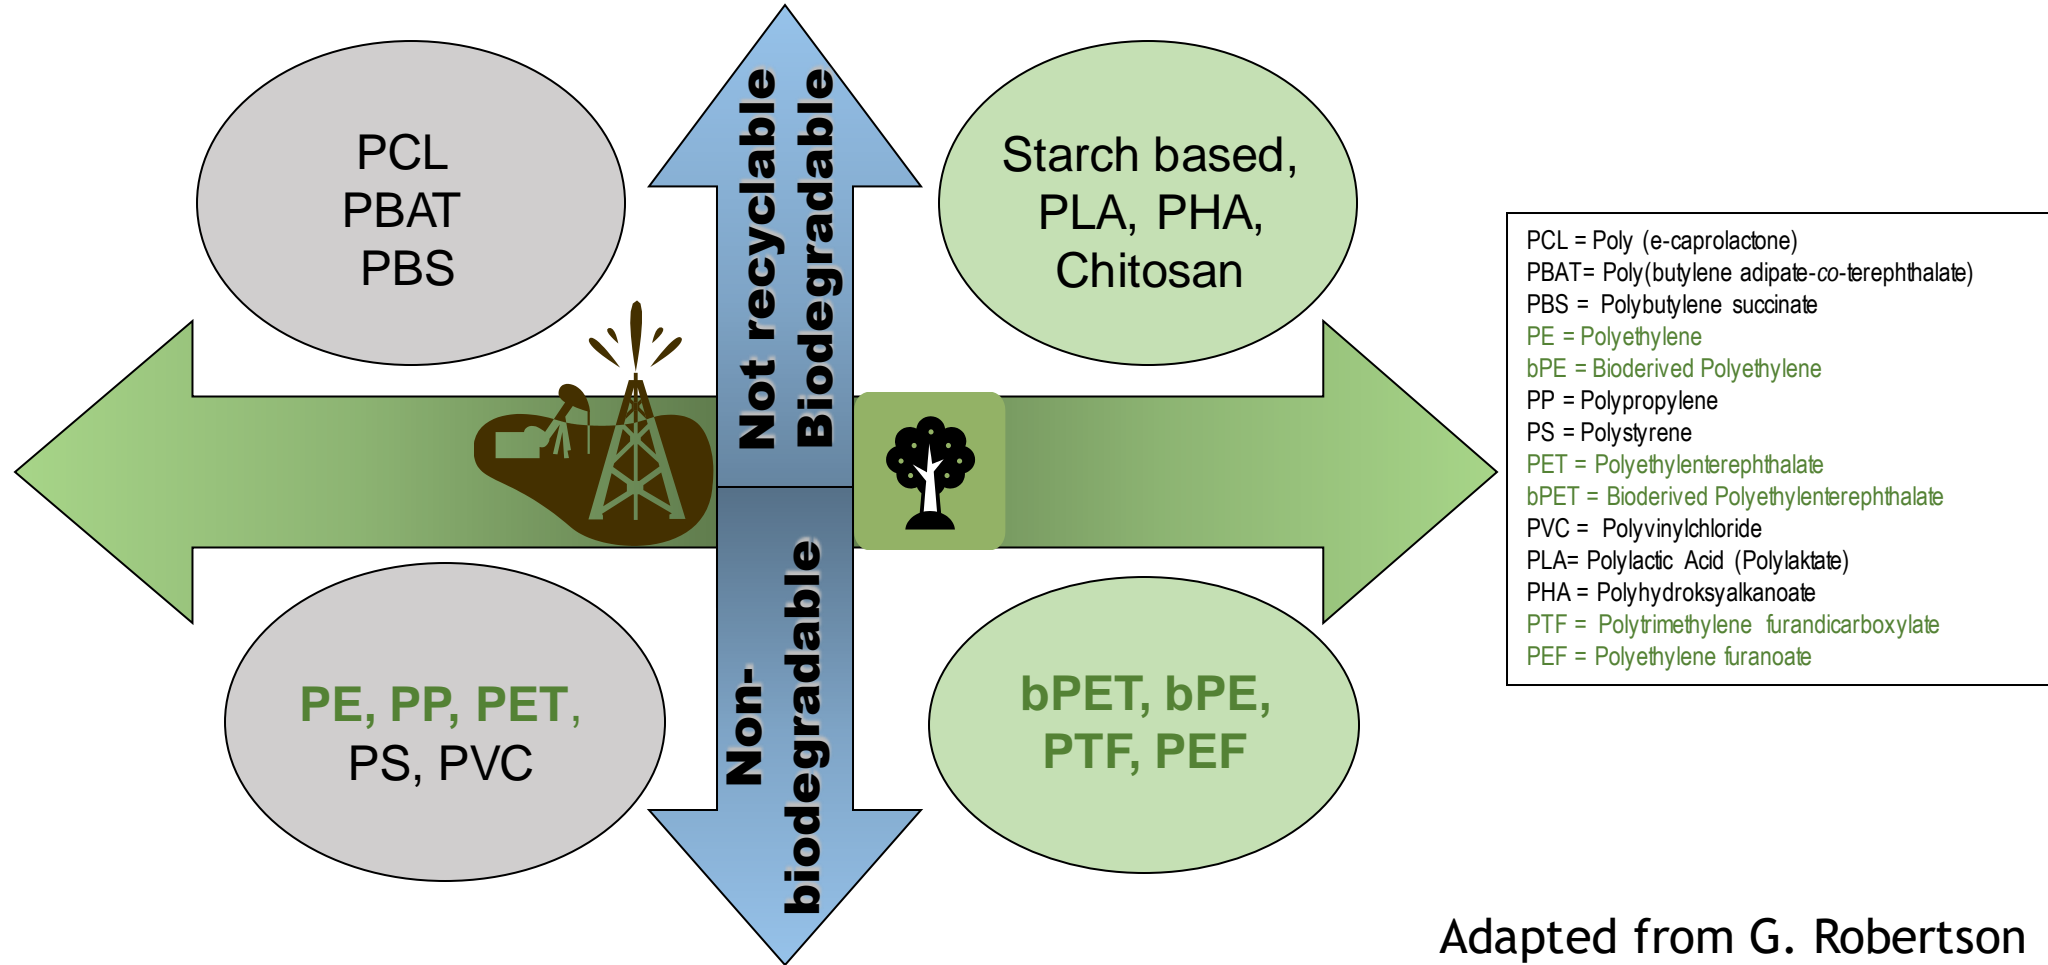 PCL
PBAT
PBS
Not recyclable
Biodegradable
Starch based,
PLA, PHA,
Chitosan
PE, PP, PET,
PS, PVC
Non-
biodegradable
bPET, bPE,
PTF, PEF
PCL = Poly (e-caprolactone)
PBAT= Poly(butylene adipate-co-terephthalate)
PBS = Polybutylene succinate
PE = Polyethylene
bPE = Bioderived Polyethylene
PP = Polypropylene
PS = Polystyrene
PET = Polyethylenterephthalate
bPET = Bioderived Polyethylenterephthalate
PVC = Polyvinylchloride
PLA= Polylactic Acid (Polylaktate)
PHA = Polyhydroksyalkanoate
PTF = Polytrimethylene furandicarboxylate
PEF = Polyethylene furanoate
Adapted from G. Robertson